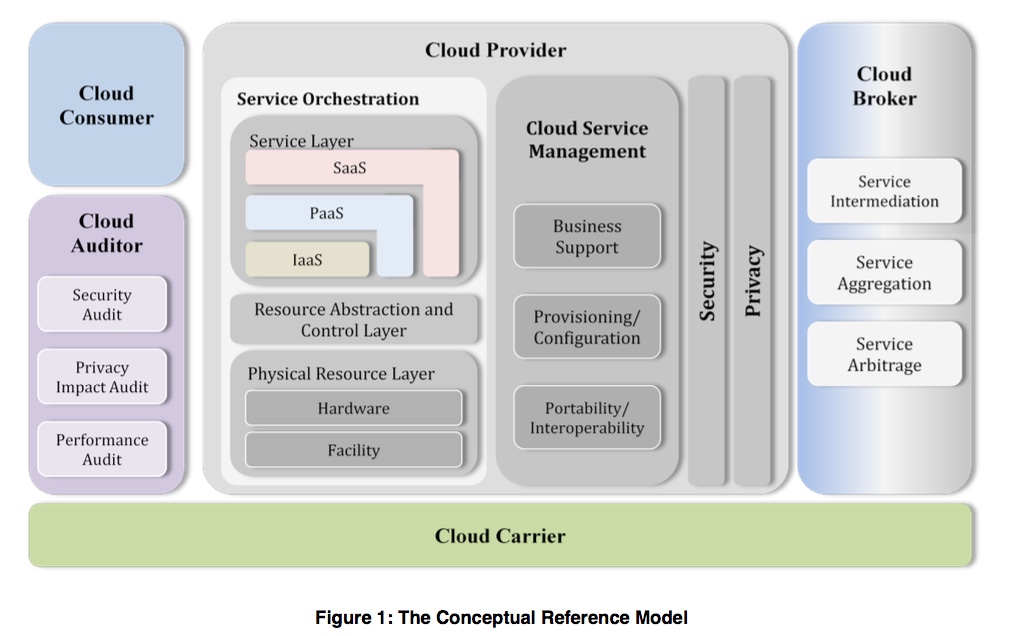 Cloud
Consumer
Cloud
Auditor
Security
Audit
Privacy
Impact Audit
Performance
Audit
Cloud Provider
Service Orchestration
Service Layer
SaaS
PaaS
IaaS
Resource Abstraction and
Control Layer
Physical Resource Layer
Hardware
Facility
Cloud Service
Management
Business
Support
Provisioning/
Configuration
Portability/
Interoperability
Security
Privacy
Cloud
Broker
Service
Intermediation
Service
Aggregation
Service
Arbitrage
Cloud Carrier
Figure 1: The Conceptual Reference Model